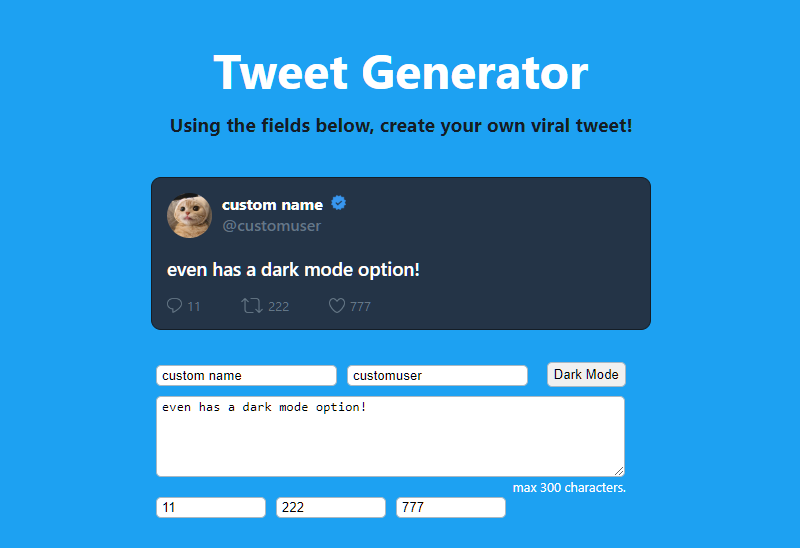 Tweet Generator
Using the fields below, create your own viral tweet!
custom name
@customuser
even has a dark mode option!
11 222 777
custom name customuser Dark Mode
even has a dark mode option!
max 300 characters.
11 222 777